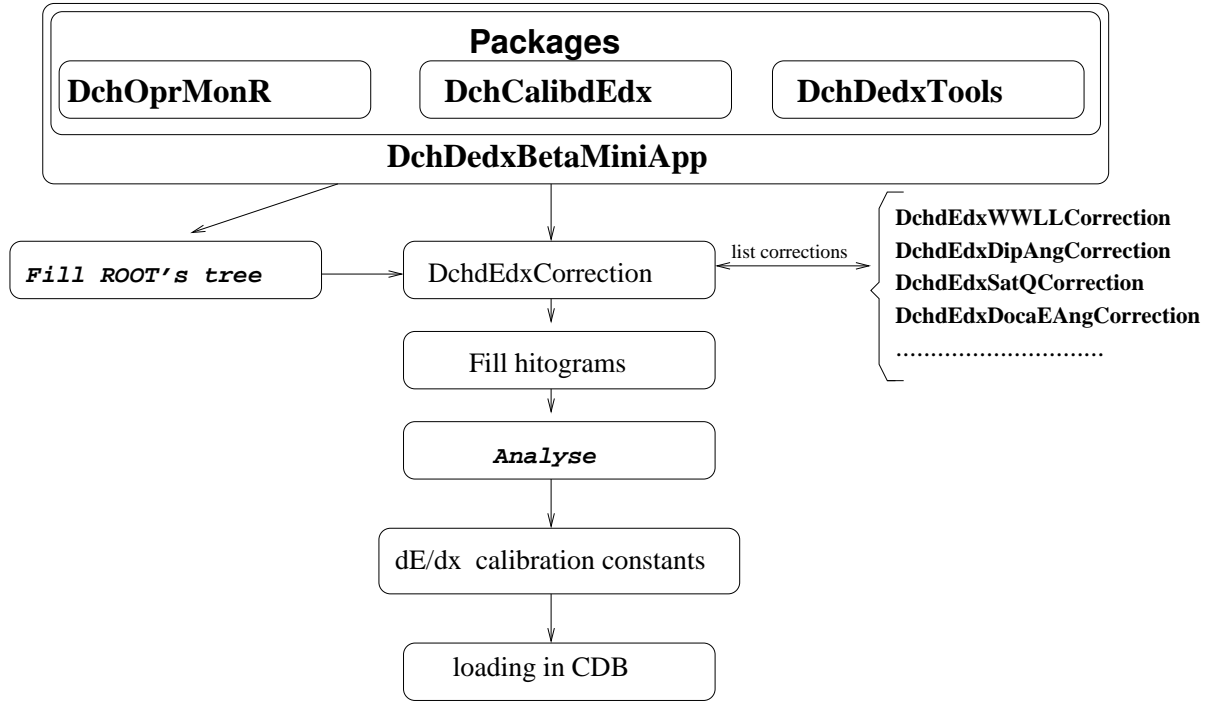 Packages
DchOprMonR
DchCalibdEdx
DchDedxTools
DchDedxBetaMiniApp
Fill ROOT's tree
DchdEdxCorrection
list corrections
DchdEdxWWLLCorrection
DchdEdxDipAngCorrection
DchdEdxSatQCorrection
DchdEdxDocaEAngCorrection
..............................
Fill hitograms
Analyse
dE/dx calibration constants
loading in CDB